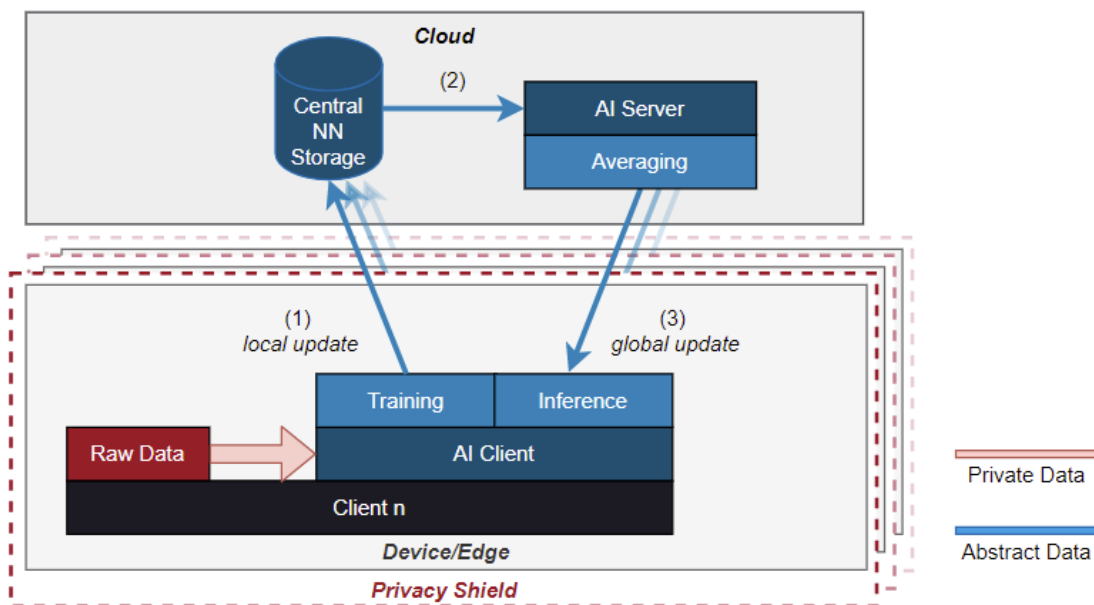 Cloud
(2)
Central
NN
Storage
AI Server
Averaging
(1)
local update
(3)
global update
Training
Inference
Raw Data
AI Client
Client n
Device/Edge
Privacy Shield
Private Data
Abstract Data